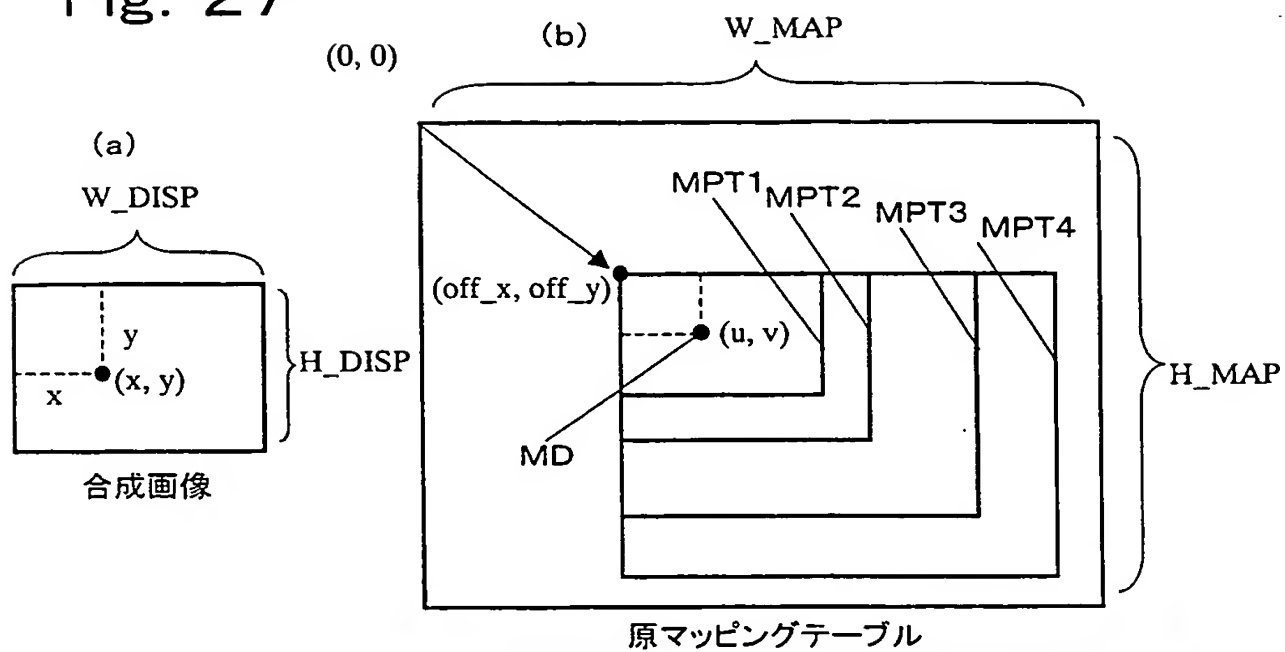 Fig. 27
(a)
W_DISP
y
x
(x, y)
H_DISP
合成画像
(b)
(0, 0)
W_MAP
MPT1
MPT2
MPT3
MPT4
(off_x, off_y)
(u, v)
MD
H_MAP
原マッピングテーブル